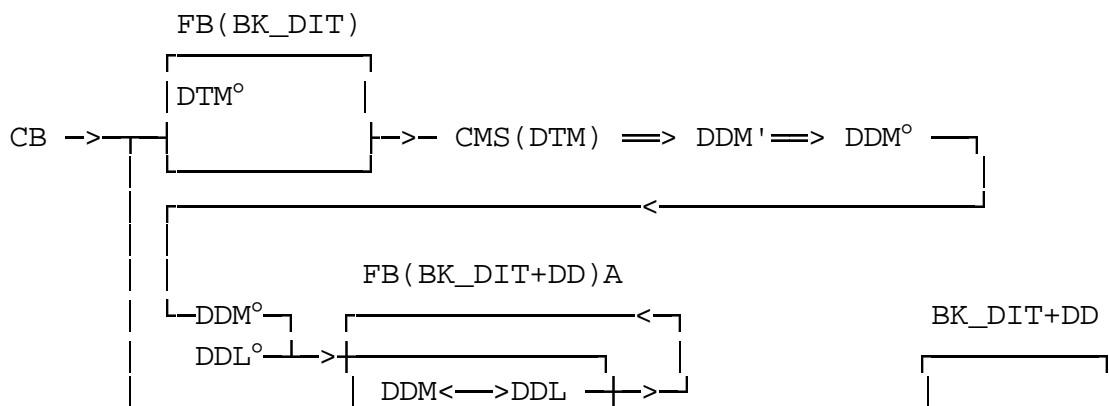 FB(BK_DIT)
DTM°
CB —>— —>— CMS(DTM) ══> DDM'══> DDM°
<
FB(BK_DIT+DD)A
DDM° < BK_DIT+DD
DDL° —>
DDM<—>DDL —>